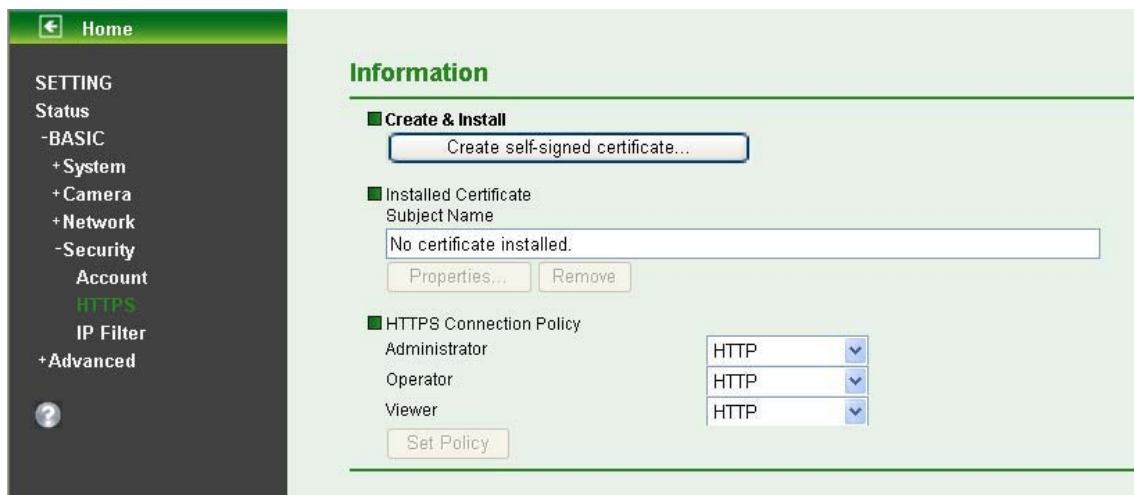 Home
SETTING
Status
-BASIC
+System
+Camera
+Network
-Security
Account
HTTPS
IP Filter
+Advanced
?
Information
Create & Install
Create self-signed certificate...
Installed Certificate
Subject Name
No certificate installed.
Properties... Remove
HTTPS Connection Policy
Administrator HTTP
Operator HTTP
Viewer HTTP
Set Policy